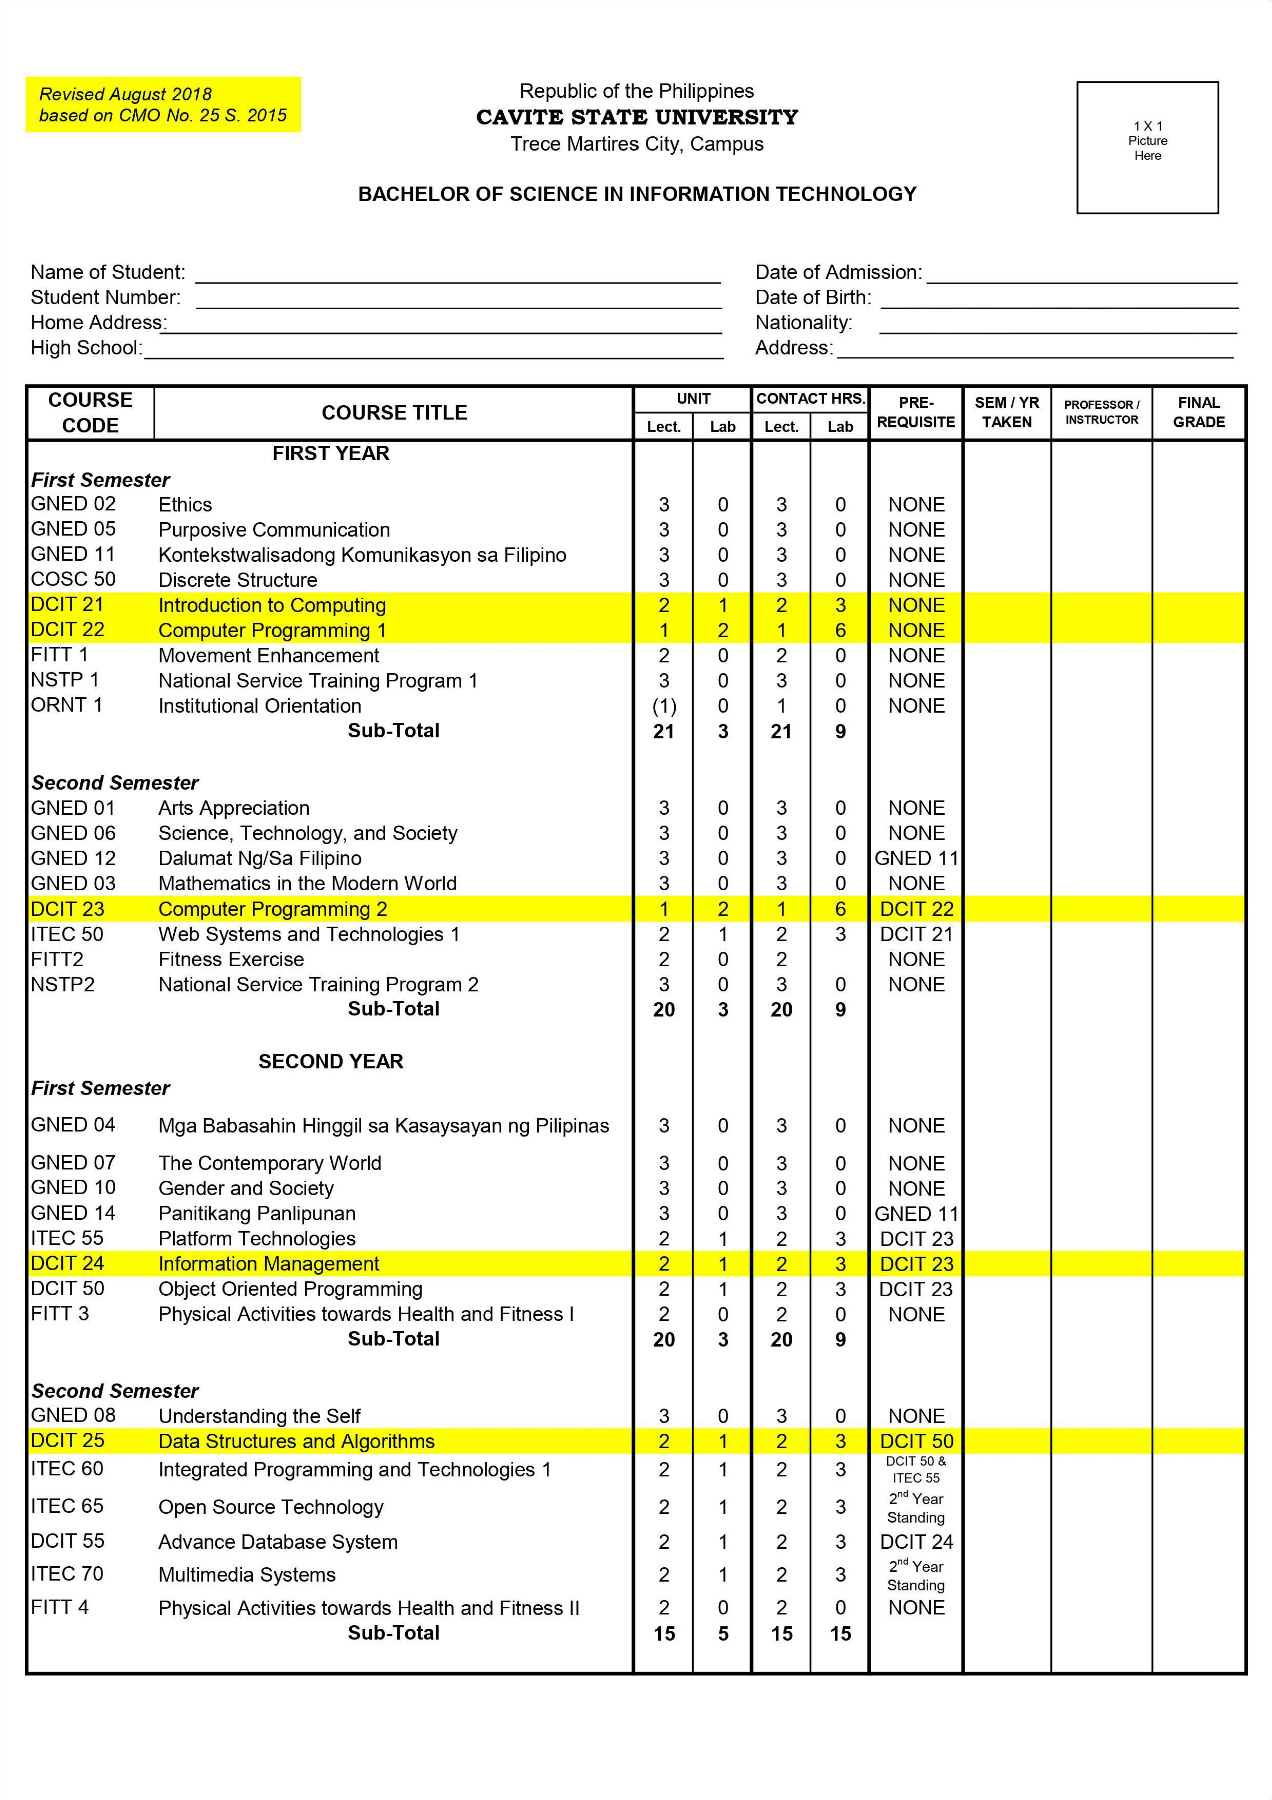 Revised August 2018
based on CMO No. 25 S. 2015
Republic of the Philippines
CAVITE STATE UNIVERSITY
Trece Martires City, Campus
1 X 1
Picture
Here
BACHELOR OF SCIENCE IN INFORMATION TECHNOLOGY
Name of Student: Date of Admission:
Student Number: Date of Birth:
Home Address: Nationality:
High School: Address:
COURSE CODE COURSE TITLE UNIT CONTACT HRS. PRE-REQUISITE SEM / YR TAKEN PROFESSOR / INSTRUCTOR FINAL GRADE
Lect. Lab Lect. Lab
FIRST YEAR
First Semester
GNED 02 Ethics 3 0 3 0 NONE
GNED 05 Purposive Communication 3 0 3 0 NONE
GNED 11 Kontekstwalisadong Komunikasyon sa Filipino 3 0 3 0 NONE
COSC 50 Discrete Structure 3 0 3 0 NONE
DCIT 21 Introduction to Computing 2 1 2 3 NONE
DCIT 22 Computer Programming 1 1 2 1 6 NONE
FITT 1 Movement Enhancement 2 0 2 0 NONE
NSTP 1 National Service Training Program 1 3 0 3 0 NONE
ORNT 1 Institutional Orientation (1) 0 1 0 NONE
Sub-Total 21 3 21 9
Second Semester
GNED 01 Arts Appreciation 3 0 3 0 NONE
GNED 06 Science, Technology, and Society 3 0 3 0 NONE
GNED 12 Dalumat Ng/Sa Filipino 3 0 3 0 GNED 11
GNED 03 Mathematics in the Modern World 3 0 3 0 NONE
DCIT 23 Computer Programming 2 1 2 1 6 DCIT 22
ITEC 50 Web Systems and Technologies 1 2 1 2 3 DCIT 21
FITT2 Fitness Exercise 2 0 2 NONE
NSTP2 National Service Training Program 2 3 0 3 0 NONE
Sub-Total 20 3 20 9
SECOND YEAR
First Semester
GNED 04 Mga Babasahin Hinggil sa Kasaysayan ng Pilipinas 3 0 3 0 NONE
GNED 07 The Contemporary World 3 0 3 0 NONE
GNED 10 Gender and Society 3 0 3 0 NONE
GNED 14 Panitikang Panlipunan 3 0 3 0 GNED 11
ITEC 55 Platform Technologies 2 1 2 3 DCIT 23
DCIT 24 Information Management 2 1 2 3 DCIT 23
DCIT 50 Object Oriented Programming 2 1 2 3 DCIT 23
FITT 3 Physical Activities towards Health and Fitness I 2 0 2 0 NONE
Sub-Total 20 3 20 9
Second Semester
GNED 08 Understanding the Self 3 0 3 0 NONE
DCIT 25 Data Structures and Algorithms 2 1 2 3 DCIT 50
ITEC 60 Integrated Programming and Technologies 1 2 1 2 3 DCIT 50 & ITEC 55
ITEC 65 Open Source Technology 2 1 2 3 2nd Year Standing
DCIT 55 Advance Database System 2 1 2 3 DCIT 24
ITEC 70 Multimedia Systems 2 1 2 3 2nd Year Standing
FITT 4 Physical Activities towards Health and Fitness II 2 0 2 0 NONE
Sub-Total 15 5 15 15